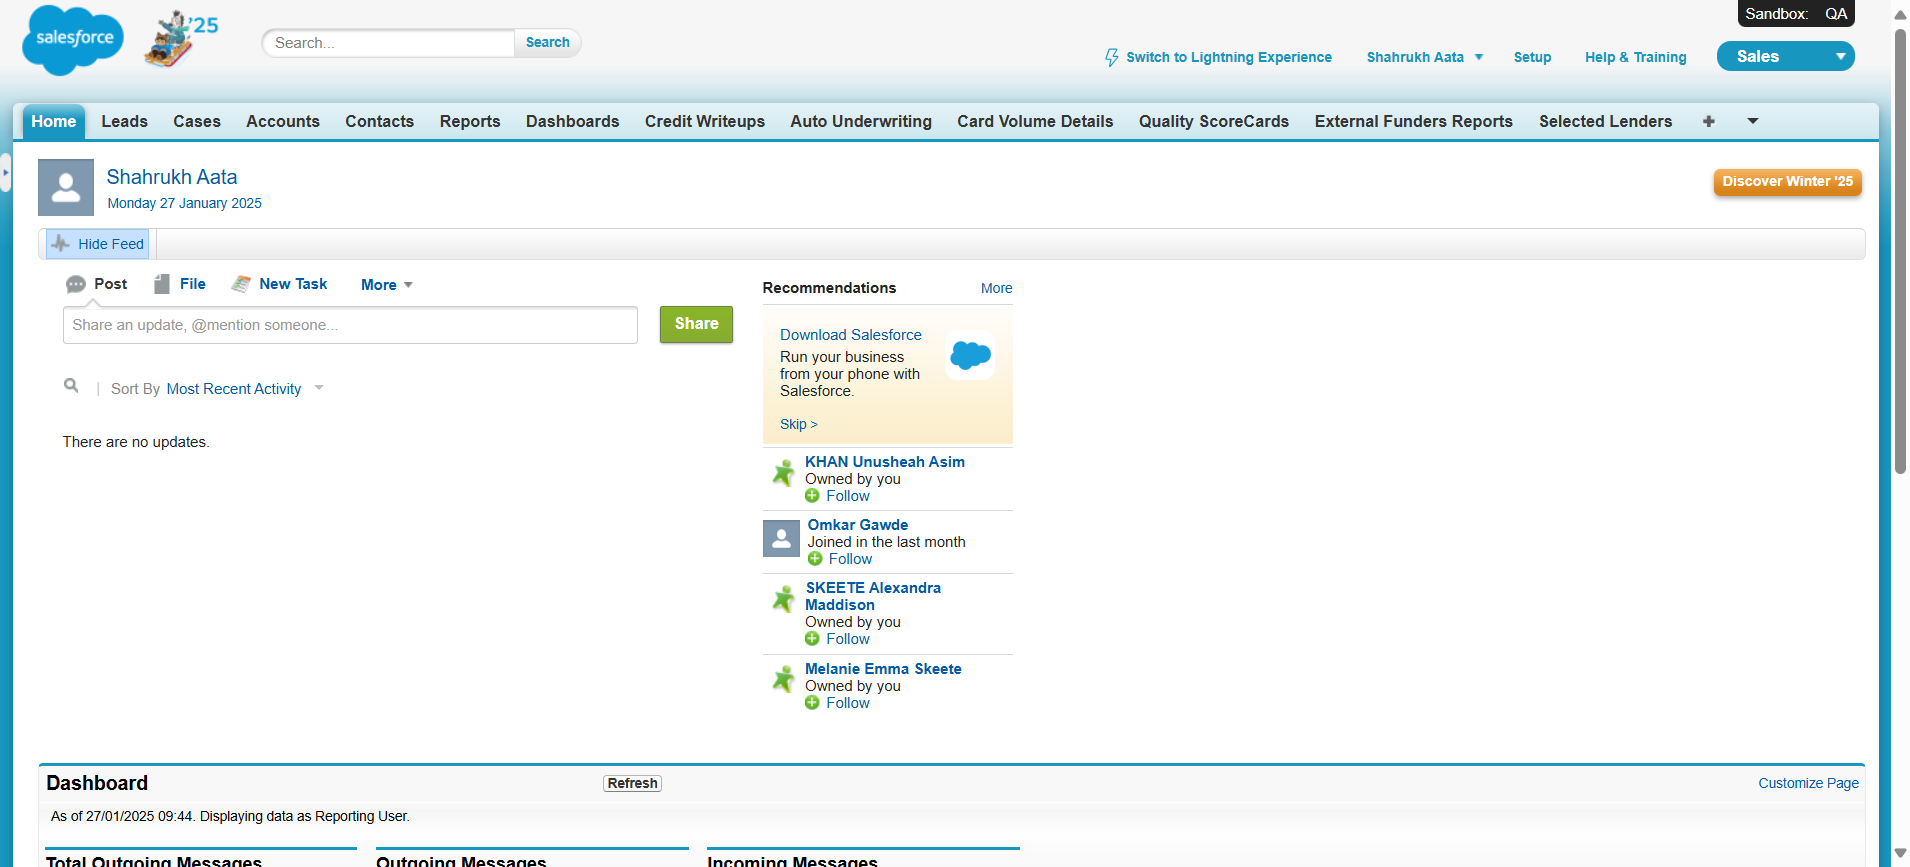 Sandbox: QA
salesforce
'25
Search...
Search
Switch to Lightning Experience
Shahrukh Aata
Setup
Help & Training
Sales
Home
Leads
Cases
Accounts
Contacts
Reports
Dashboards
Credit Writeups
Auto Underwriting
Card Volume Details
Quality ScoreCards
External Funders Reports
Selected Lenders
+
Shahrukh Aata
Monday 27 January 2025
Discover Winter '25
Hide Feed
Post
File
New Task
More
Share an update, @mention someone...
Share
| Sort By Most Recent Activity
There are no updates.
Recommendations
More
Download Salesforce
Run your business
from your phone with
Salesforce.
Skip >
KHAN Unusheah Asim
Owned by you
Follow
Omkar Gawde
Joined in the last month
Follow
SKEETE Alexandra
Maddison
Owned by you
Follow
Melanie Emma Skeete
Owned by you
Follow
Dashboard
Refresh
Customize Page
As of 27/01/2025 09:44. Displaying data as Reporting User.
Total Outgoing Messages
Outgoing Messages
Incoming Messages